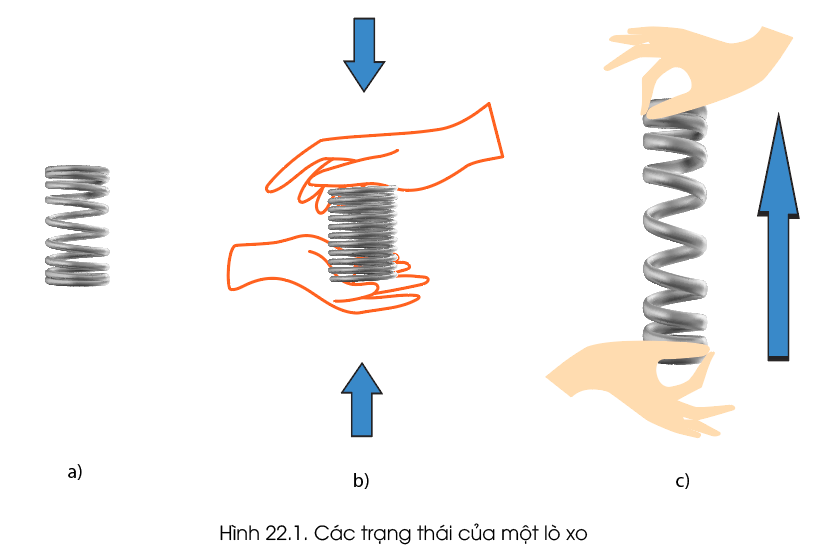 a)
b)
c)
Hình 22.1. Các trạng thái của một lò xo